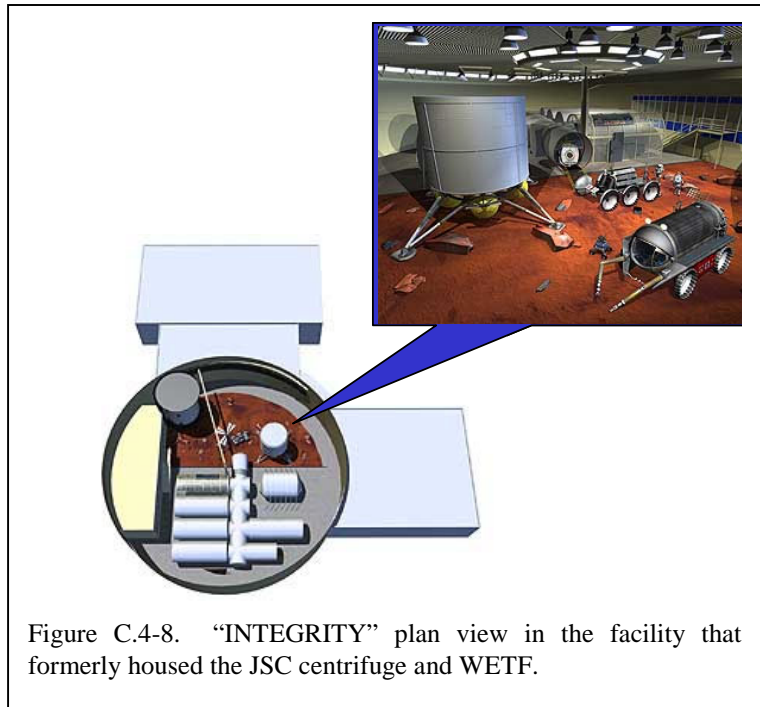 Figure C.4-8. “INTEGRITY” plan view in the facility that
formerly housed the JSC centrifuge and WETF.